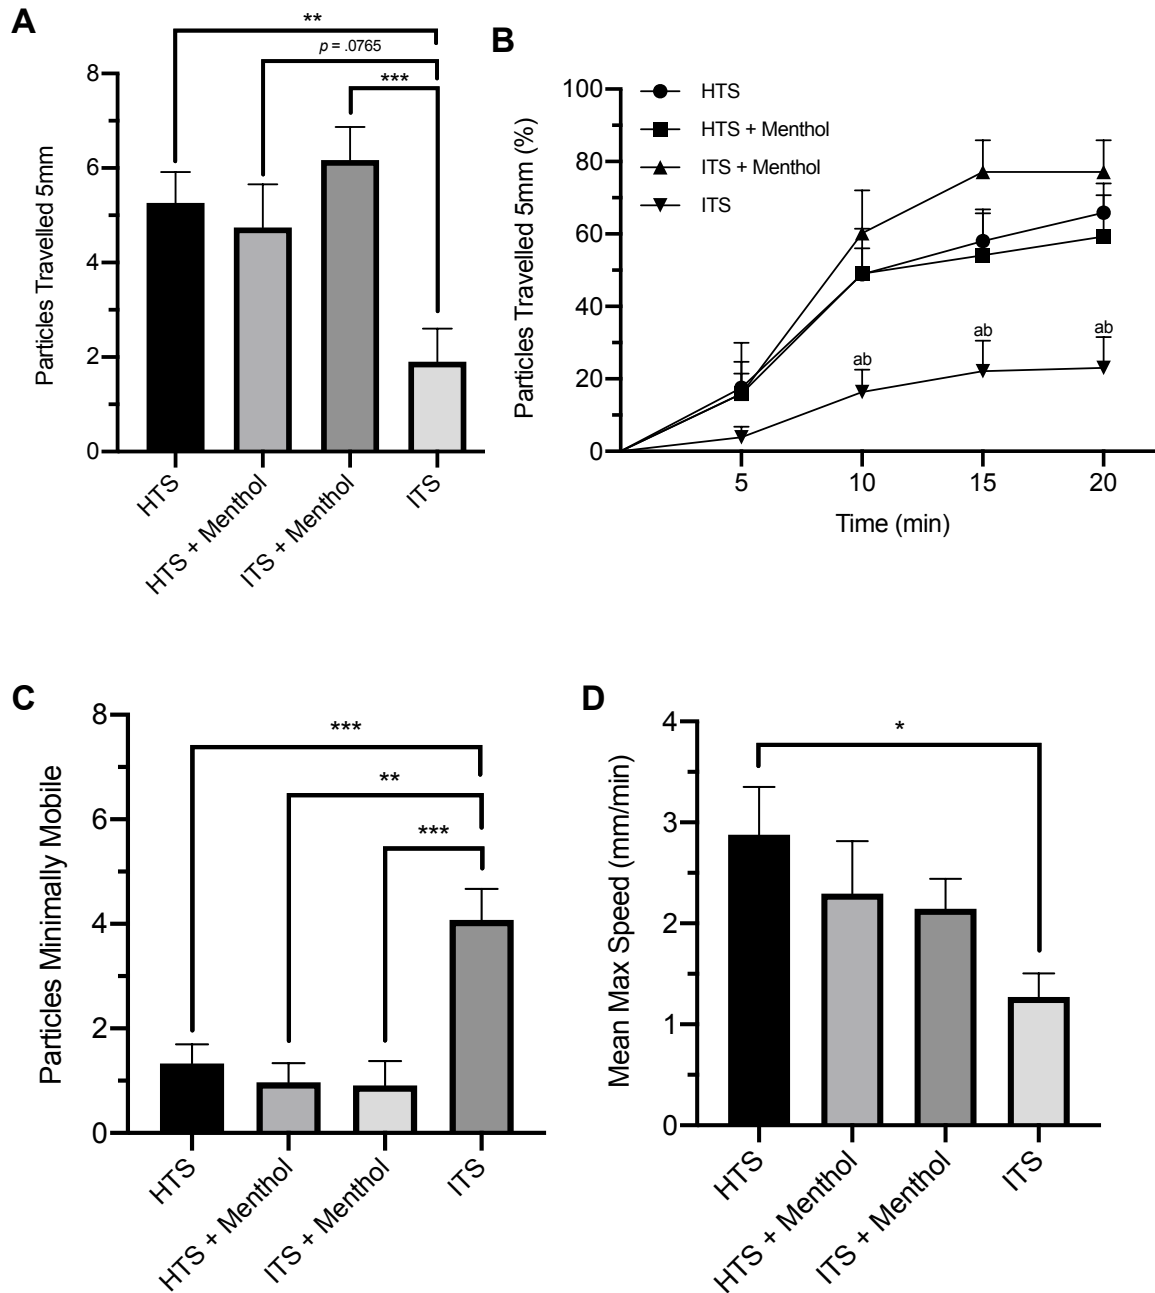 A
**
p = .0765
***
8
6
4
2
0
Particles Travelled 5mm
HTS
HTS + Menthol
ITS + Menthol
ITS
B
HTS
HTS + Menthol
ITS + Menthol
ITS
100
80
60
40
20
0
Particles Travelled 5mm (%)
ab
ab
ab
5
10
15
20
Time (min)
C
***
**
***
8
6
4
2
0
Particles Minimally Mobile
HTS
HTS + Menthol
ITS + Menthol
ITS
D
*
4
3
2
1
0
Mean Max Speed (mm/min)
HTS
HTS + Menthol
ITS + Menthol
ITS